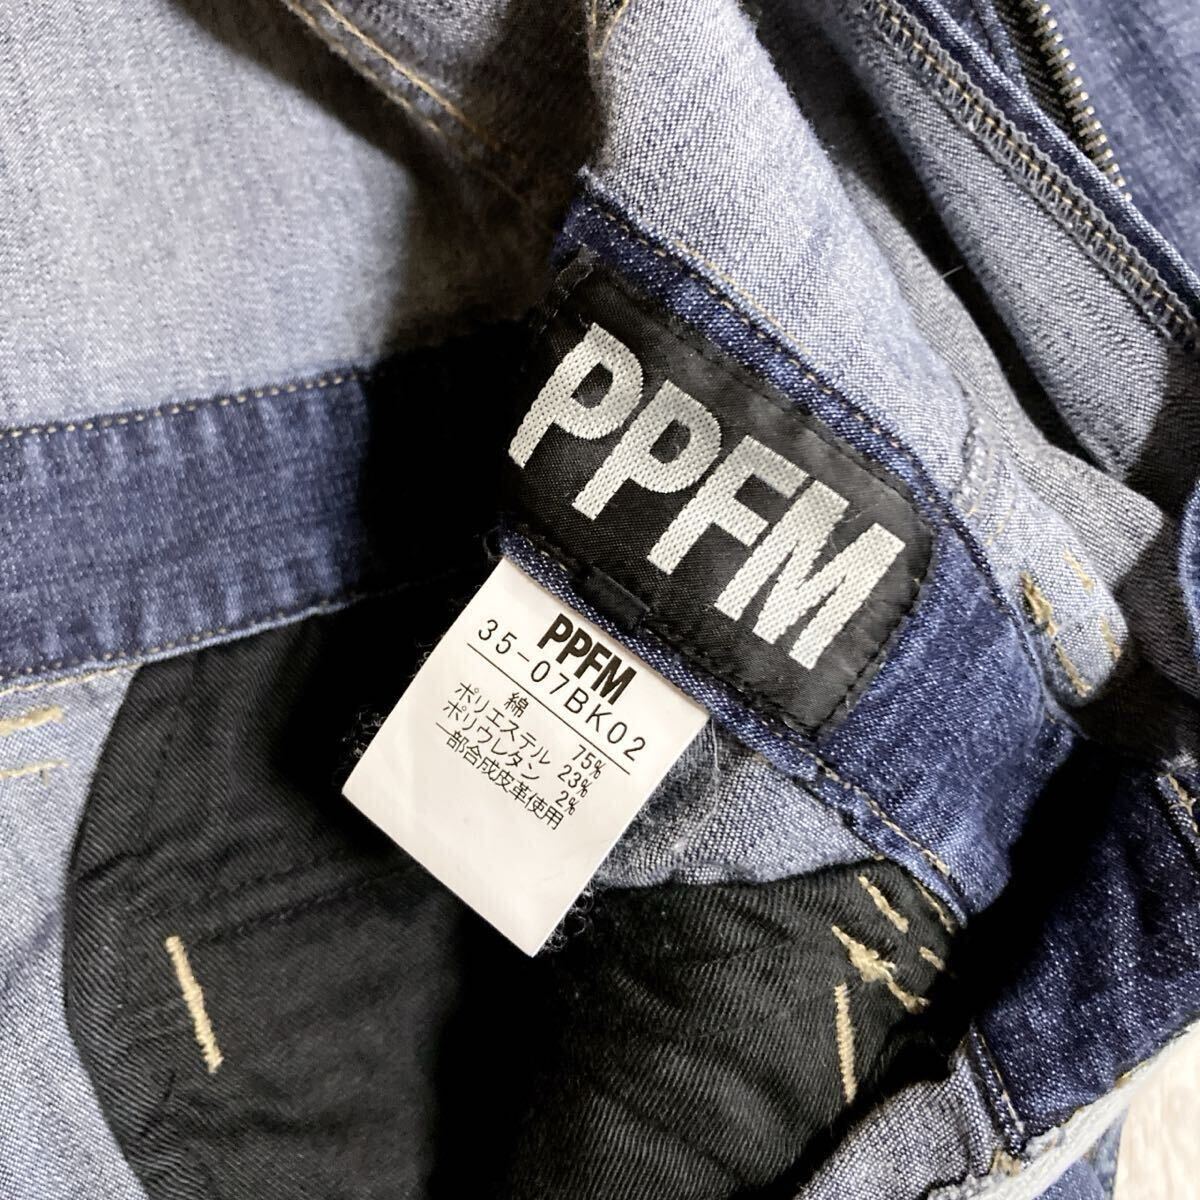 PPFM
PPFM
35-07BK02
綿 75%
ポリエステル 23%
ポリウレタン 2%
一部合成皮革使用